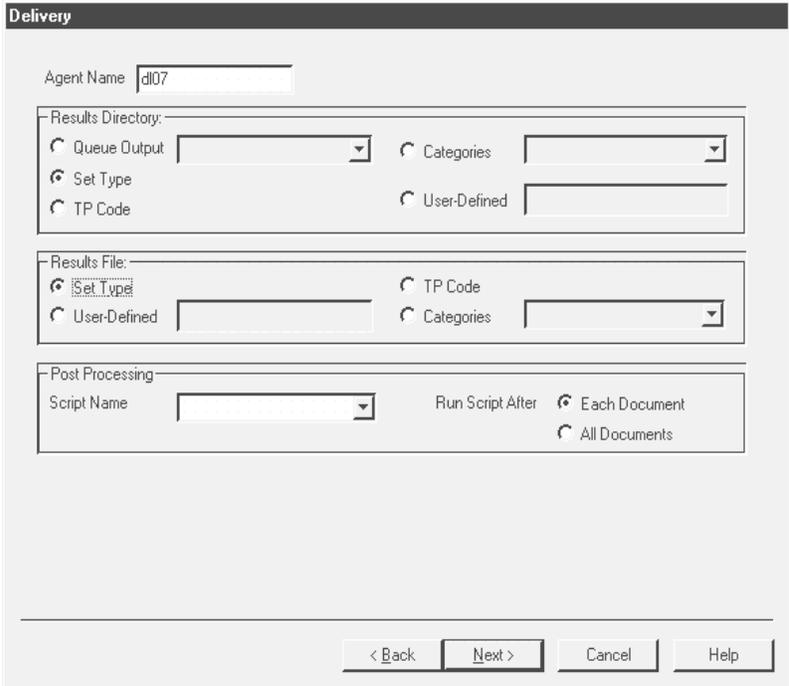 Delivery
Agent Name dl07
Results Directory:
Queue Output Categories
Set Type
User-Defined
TP Code
Results File:
Set Type TP Code
User-Defined Categories
Post Processing
Script Name Run Script After Each Document
All Documents
< Back Next > Cancel Help